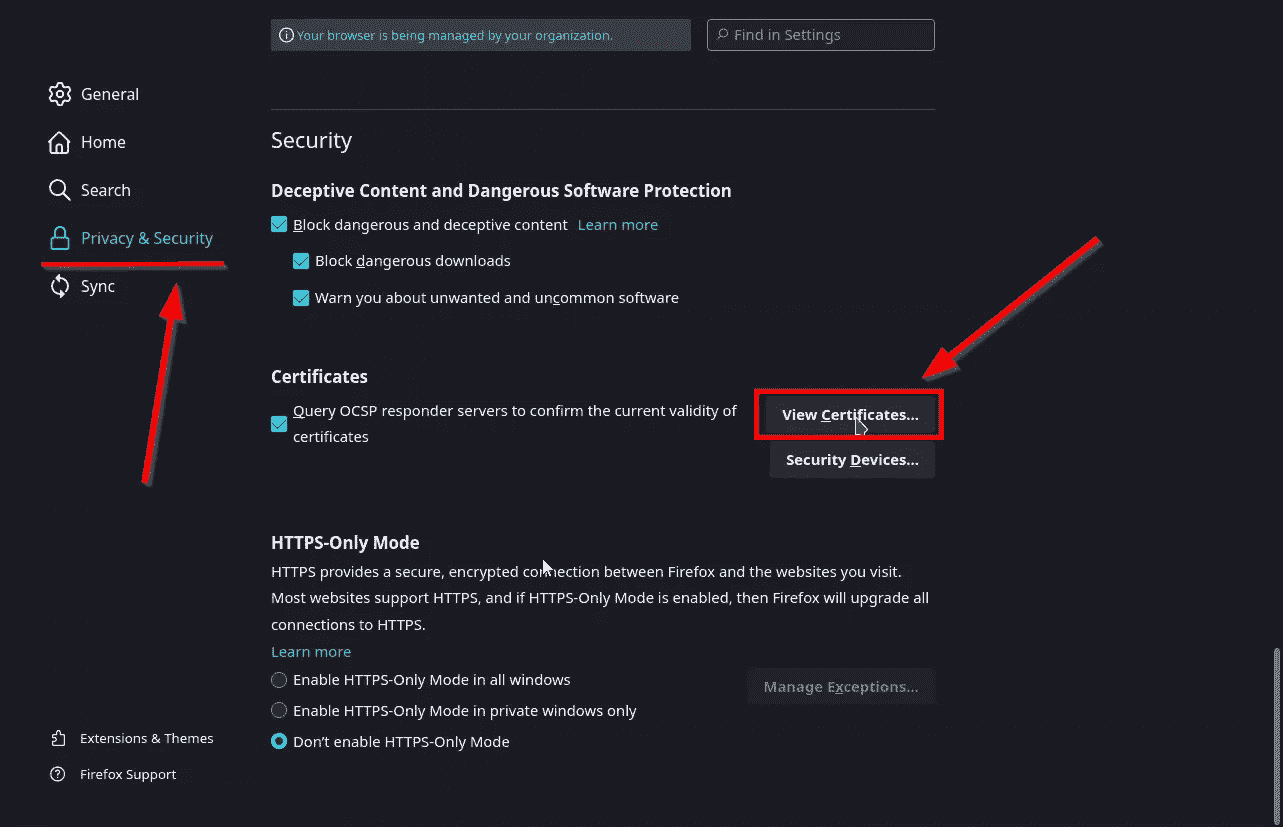 Your browser is being managed by your organization.
Find in Settings
General
Home
Search
Privacy & Security
Sync
Extensions & Themes
Firefox Support
Security
Deceptive Content and Dangerous Software Protection
Block dangerous and deceptive content Learn more
Block dangerous downloads
Warn you about unwanted and uncommon software
Certificates
Query OCSP responder servers to confirm the current validity of
certificates
View Certificates...
Security Devices...
HTTPS-Only Mode
HTTPS provides a secure, encrypted connection between Firefox and the websites you visit.
Most websites support HTTPS, and if HTTPS-Only Mode is enabled, then Firefox will upgrade all
connections to HTTPS.
Learn more
Enable HTTPS-Only Mode in all windows
Manage Exceptions...
Enable HTTPS-Only Mode in private windows only
Don’t enable HTTPS-Only Mode